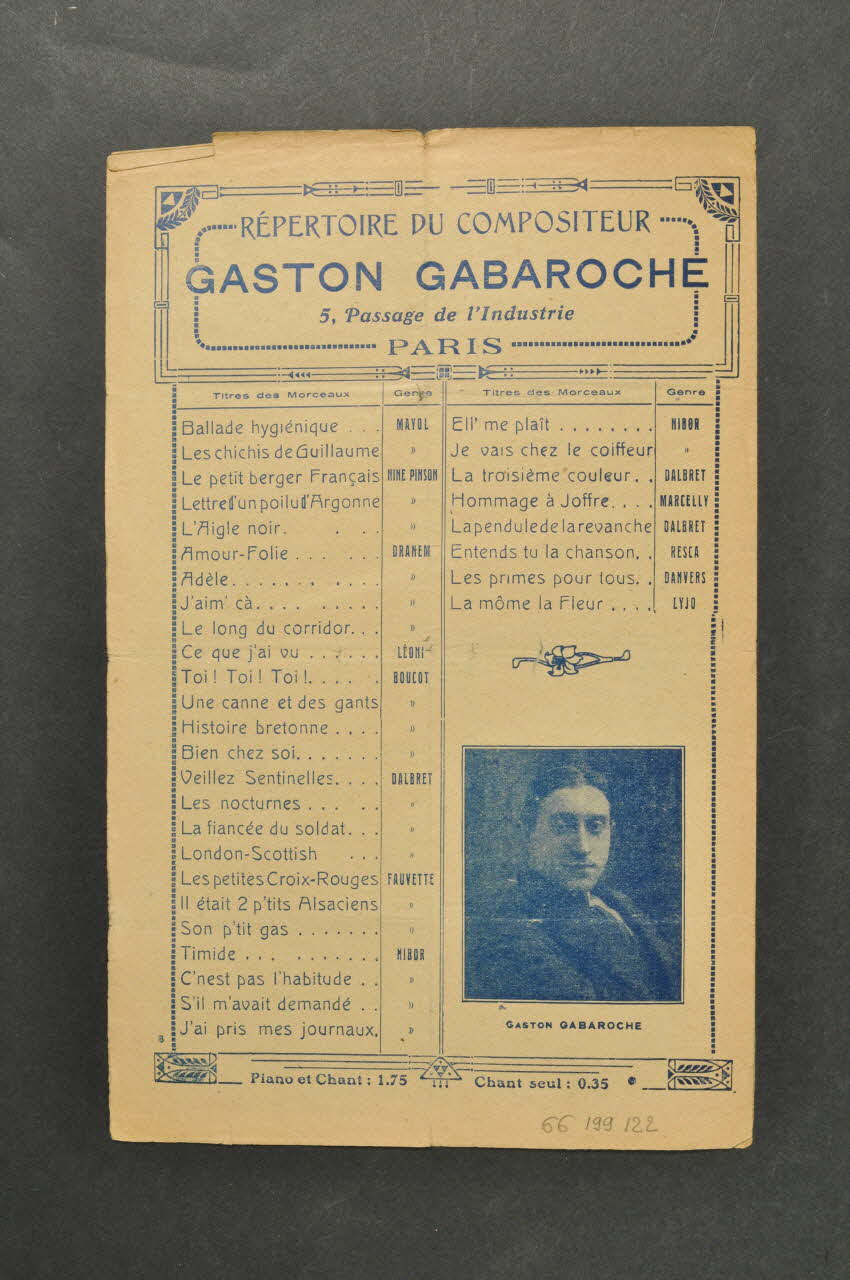 RÉPERTOIRE DU COMPOSITEUR
GASTON GABAROCHE
5, Passage de l'Industrie
PARIS
Titres des Morceaux Genre
Ballade hygiénique . . . MAYOL
Les chichis de Guillaume »
Le petit berger Français NINE PINSON
Lettre d'un poilu d'Argonne »
L'Aigle noir. . . . »
Amour-Folie . . . . . . DRANEM
Adèle. . . . . . . . . . . »
J'aim' cà. . . . . . . . . »
Le long du corridor. . . »
Ce que j'ai vu . . . . . . LÉONI
Toi ! Toi ! Toi !. . . . . BOUCOT
Une canne et des gants »
Histoire bretonne . . . . »
Bien chez soi. . . . . . . »
Veillez Sentinelles. . . . DALBRET
Les nocturnes . . . . . »
La fiancée du soldat. . . »
London-Scottish . . . »
Les petites Croix-Rouges FAUVETTE
Il était 2 p'tits Alsaciens »
Son p'tit gas . . . . . . . »
Timide . . . . . . . . . . NIBOR
C'nest pas l'habitude . . »
S'il m'avait demandé . . »
J'ai pris mes journaux. »
Titres des Morceaux Genre
Ell' me plaît . . . . . . . . NIBOR
Je vais chez le coiffeur »
La troisième couleur. . DALBRET
Hommage à Joffre. . . . MARCELLY
La pendule de la revanche DALBRET
Entends tu la chanson. . RESCA
Les primes pour tous. . DANVERS
La môme la Fleur . . . . LYJO
GASTON GABAROCHE
8
Piano et Chant : 1.75 Chant seul : 0.35
66 199 122